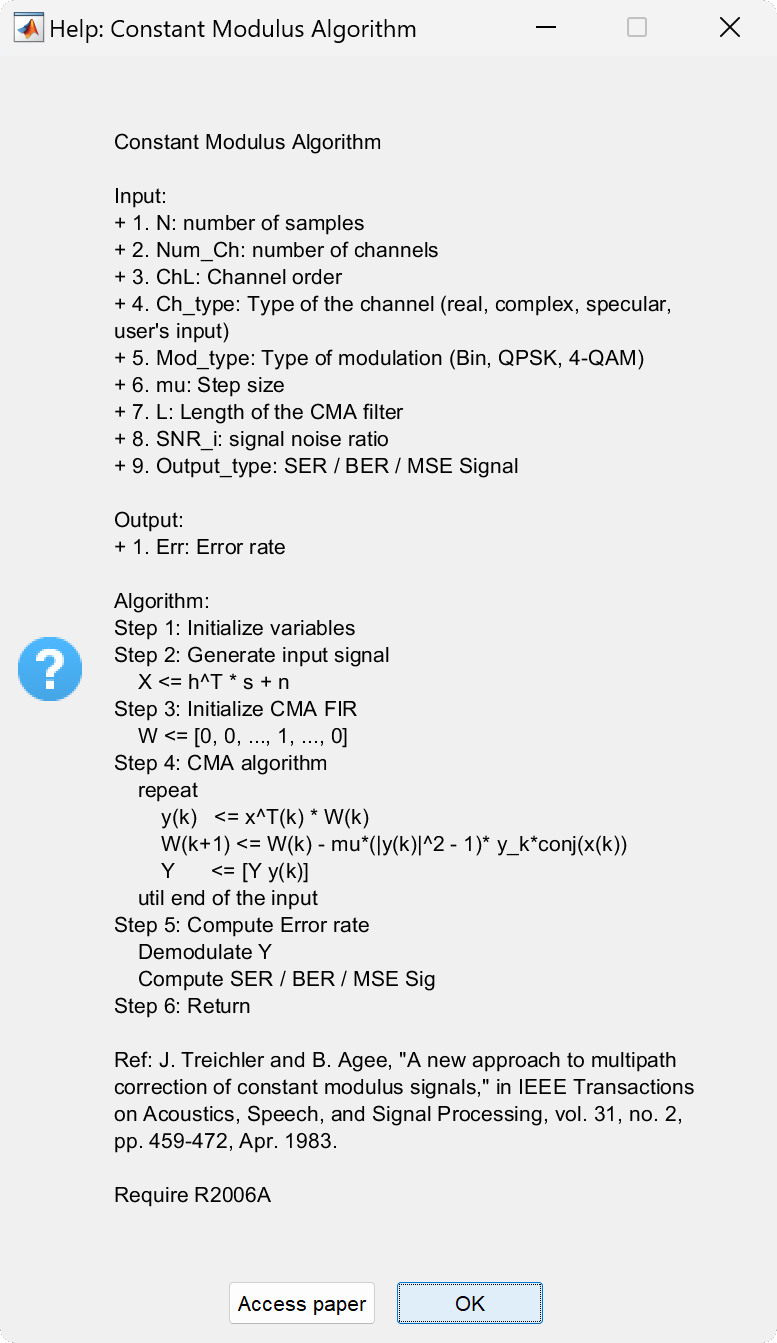 Help: Constant Modulus Algorithm
Constant Modulus Algorithm
Input:
+ 1. N: number of samples
+ 2. Num_Ch: number of channels
+ 3. ChL: Channel order
+ 4. Ch_type: Type of the channel (real, complex, specular,
user's input)
+ 5. Mod_type: Type of modulation (Bin, QPSK, 4-QAM)
+ 6. mu: Step size
+ 7. L: Length of the CMA filter
+ 8. SNR_i: signal noise ratio
+ 9. Output_type: SER / BER / MSE Signal
Output:
+ 1. Err: Error rate
Algorithm:
Step 1: Initialize variables
Step 2: Generate input signal
X <= h^T * s + n
Step 3: Initialize CMA FIR
W <= [0, 0, ..., 1, ..., 0]
Step 4: CMA algorithm
repeat
y(k) <= x^T(k) * W(k)
W(k+1) <= W(k) - mu*(|y(k)|^2 - 1)* y_k*conj(x(k))
Y <= [Y y(k)]
util end of the input
Step 5: Compute Error rate
Demodulate Y
Compute SER / BER / MSE Sig
Step 6: Return
Ref: J. Treichler and B. Agee, "A new approach to multipath
correction of constant modulus signals," in IEEE Transactions
on Acoustics, Speech, and Signal Processing, vol. 31, no. 2,
pp. 459-472, Apr. 1983.
Require R2006A
Access paper OK